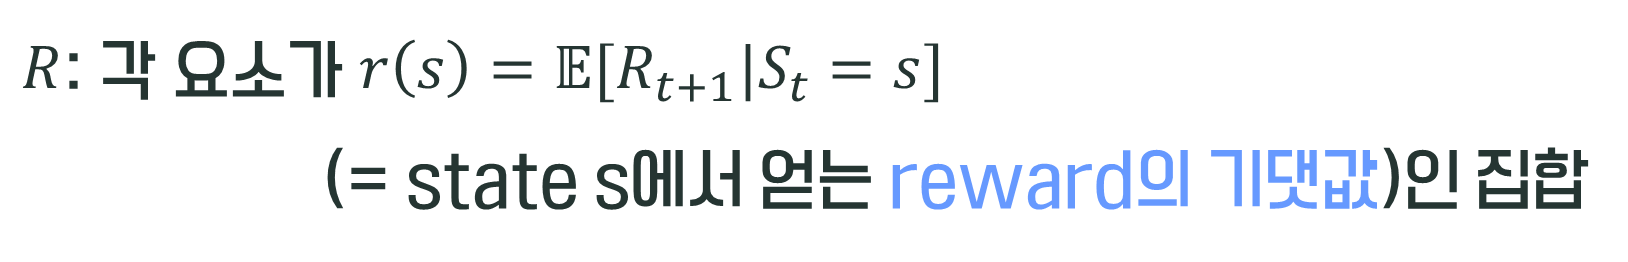 R: 각 요소가 r(s) = 𝔼[R_{t+1}|S_t = s]
(= state s에서 얻는 reward의 기댓값)인 집합